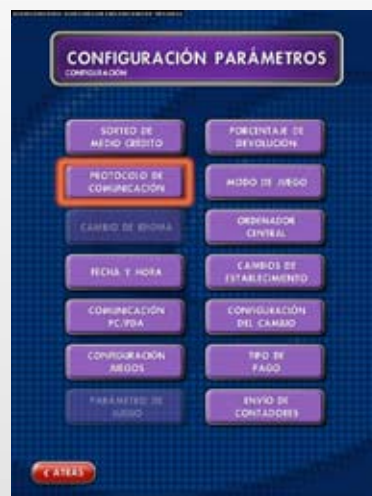 CONFIGURACIÓN PARÁMETROS
CONFIGURACIÓN
SORTEO DE
MEDIO CRÉDITO
PORCENTAJE DE
DEVOLUCIÓN
PROTOCOLO DE
COMUNICACIÓN
MODO DE JUEGO
CAMBIO DE IDIOMA
ORDENADOR
CENTRAL
FECHA Y HORA
CAMBIOS DE
ESTABLECIMIENTO
COMUNICACIÓN
PC/PDA
CONFIGURACIÓN
DEL CAMBIO
CONFIGURACIÓN
JUEGOS
TIPO DE
PAGO
PARÁMETRO DE
JUEGO
ENVÍO DE
CONTADORES
ATRÁS